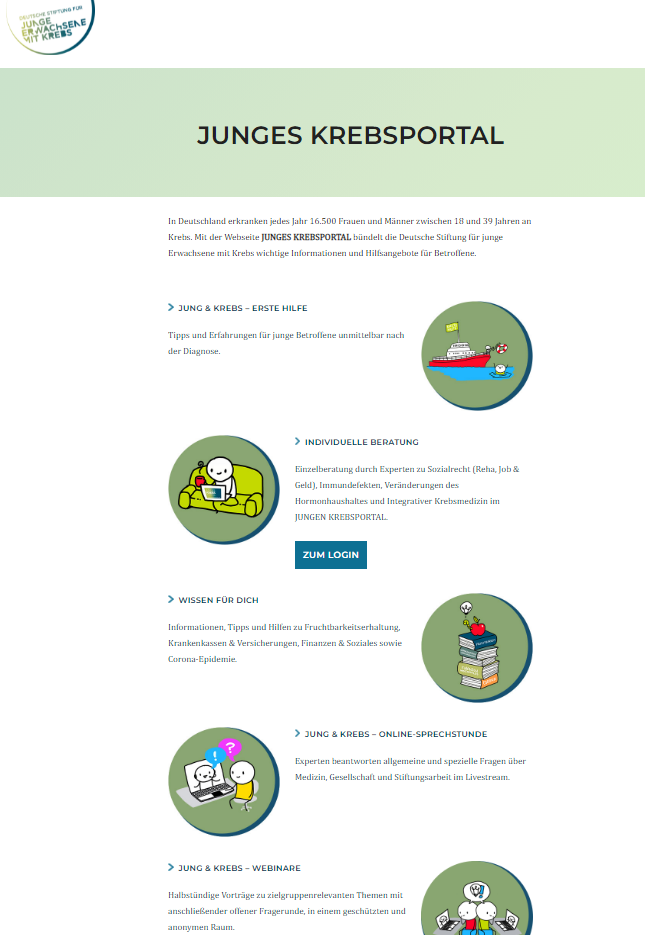 DEUTSCHE STIFTUNG FÜR
JUNGE
ERWACHSENE
MIT KREBS
JUNGES KREBSPORTAL
In Deutschland erkranken jedes Jahr 16.500 Frauen und Männer zwischen 18 und 39 Jahren an
Krebs. Mit der Webseite JUNGES KREBSPORTAL bündelt die Deutsche Stiftung für junge
Erwachsene mit Krebs wichtige Informationen und Hilfsangebote für Betroffene.
JUNG & KREBS – ERSTE HILFE
Tipps und Erfahrungen für junge Betroffene unmittelbar nach
der Diagnose.
INDIVIDUELLE BERATUNG
Einzelberatung durch Experten zu Sozialrecht (Reha, Job &
Geld), Immundefekten, Veränderungen des
Hormonhaushaltes und Integrativer Krebsmedizin im
JUNGEN KREBSPORTAL.
ZUM LOGIN
WISSEN FÜR DICH
Informationen, Tipps und Hilfen zu Fruchtbarkeitserhaltung,
Krankenkassen & Versicherungen, Finanzen & Soziales sowie
Corona-Epidemie.
JUNG & KREBS – ONLINE-SPRECHSTUNDE
Experten beantworten allgemeine und spezielle Fragen über
Medizin, Gesellschaft und Stiftungsarbeit im Livestream.
! ?
JUNG & KREBS – WEBINARE
Halbstündige Vorträge zu zielgruppenrelevanten Themen mit
anschließender offener Fragerunde, in einem geschützten und
anonymen Raum.